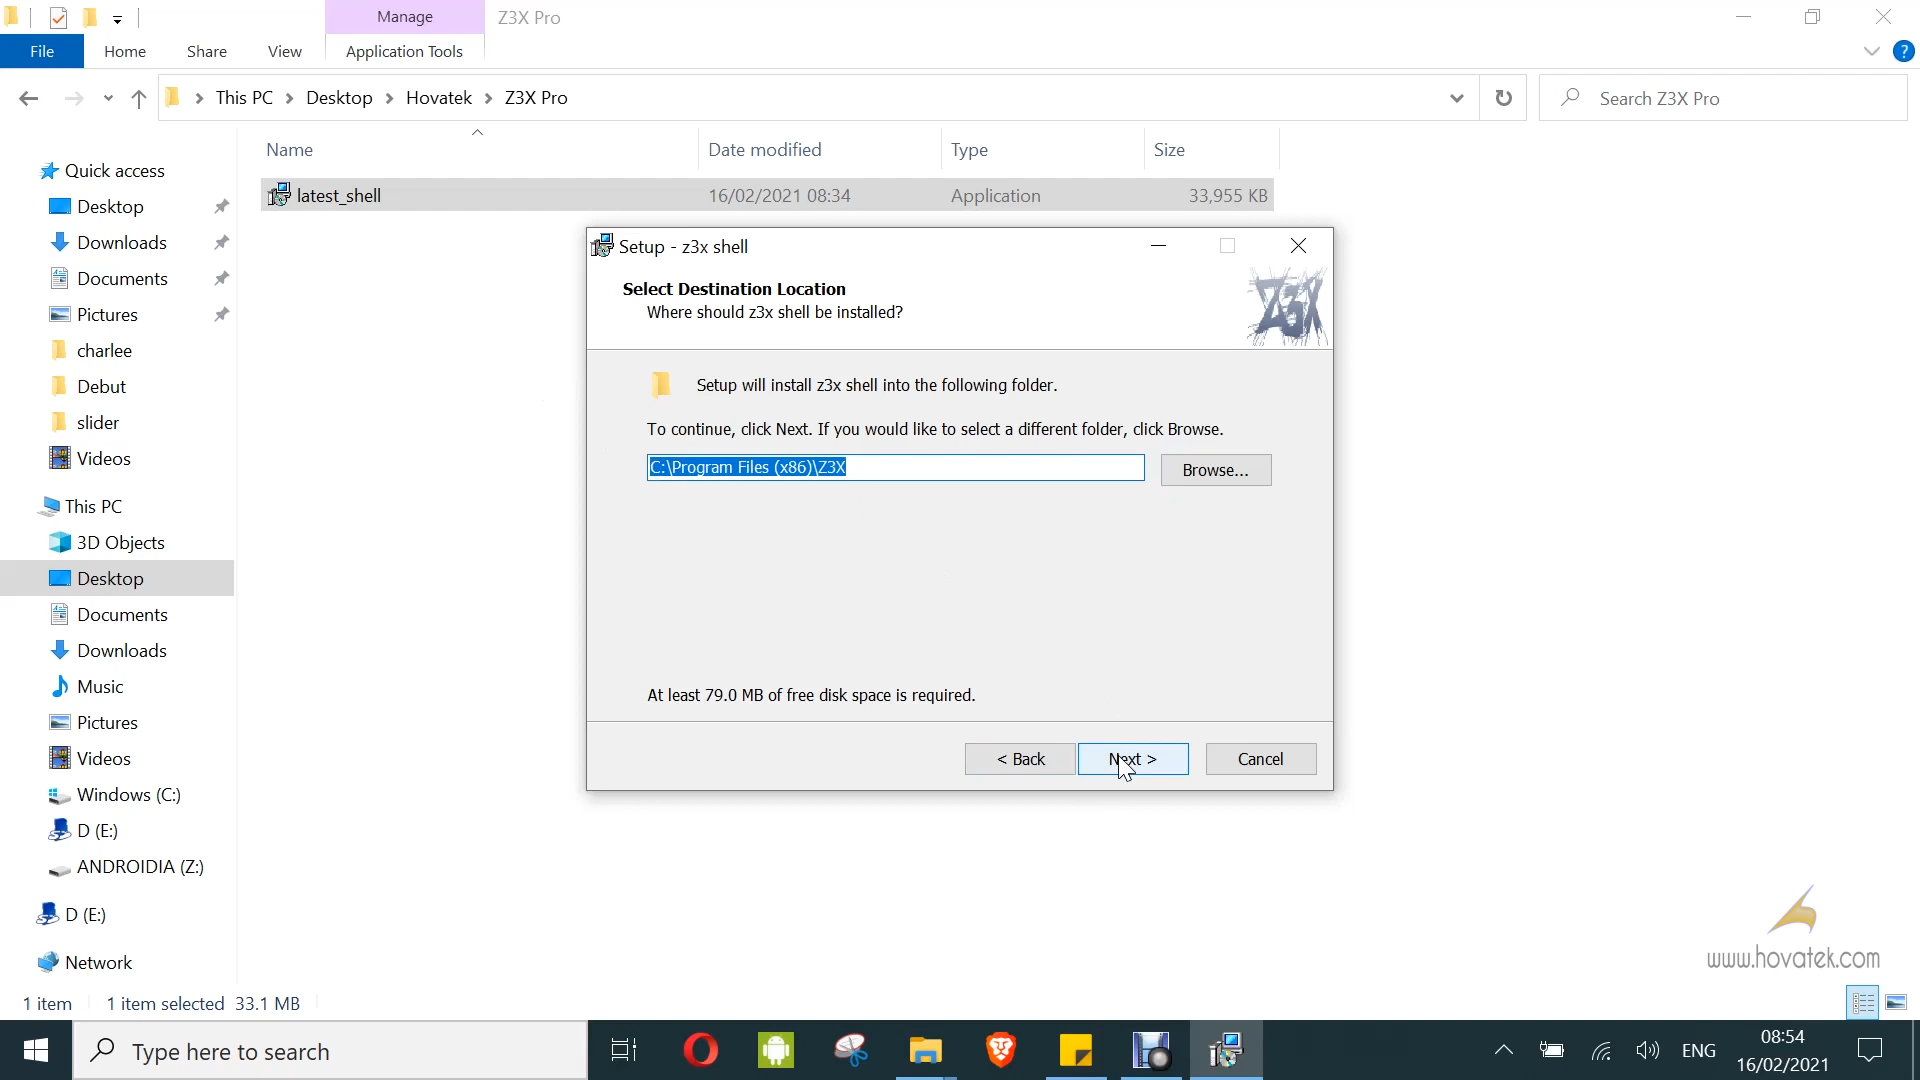 Manage
Z3X Pro
File
Home
Share
View
Application Tools
?
This PC
Desktop
Hovatek
Z3X Pro
Search Z3X Pro
Name
Date modified
Type
Size
latest_shell
16/02/2021 08:34
Application
33,955 KB
Quick access
Desktop
Downloads
Documents
Pictures
charlee
Debut
slider
Videos
This PC
3D Objects
Desktop
Documents
Downloads
Music
Pictures
Videos
Windows (C:)
D (E:)
ANDROIDIA (Z:)
D (E:)
Network
Setup - z3x shell
Select Destination Location
Where should z3x shell be installed?
Z3X
Setup will install z3x shell into the following folder.
To continue, click Next. If you would like to select a different folder, click Browse.
C:\Program Files (x86)\Z3X
Browse...
At least 79.0 MB of free disk space is required.
< Back
Next >
Cancel
www.hovatek.com
1 item
1 item selected 33.1 MB
Type here to search
ENG
08:54
16/02/2021